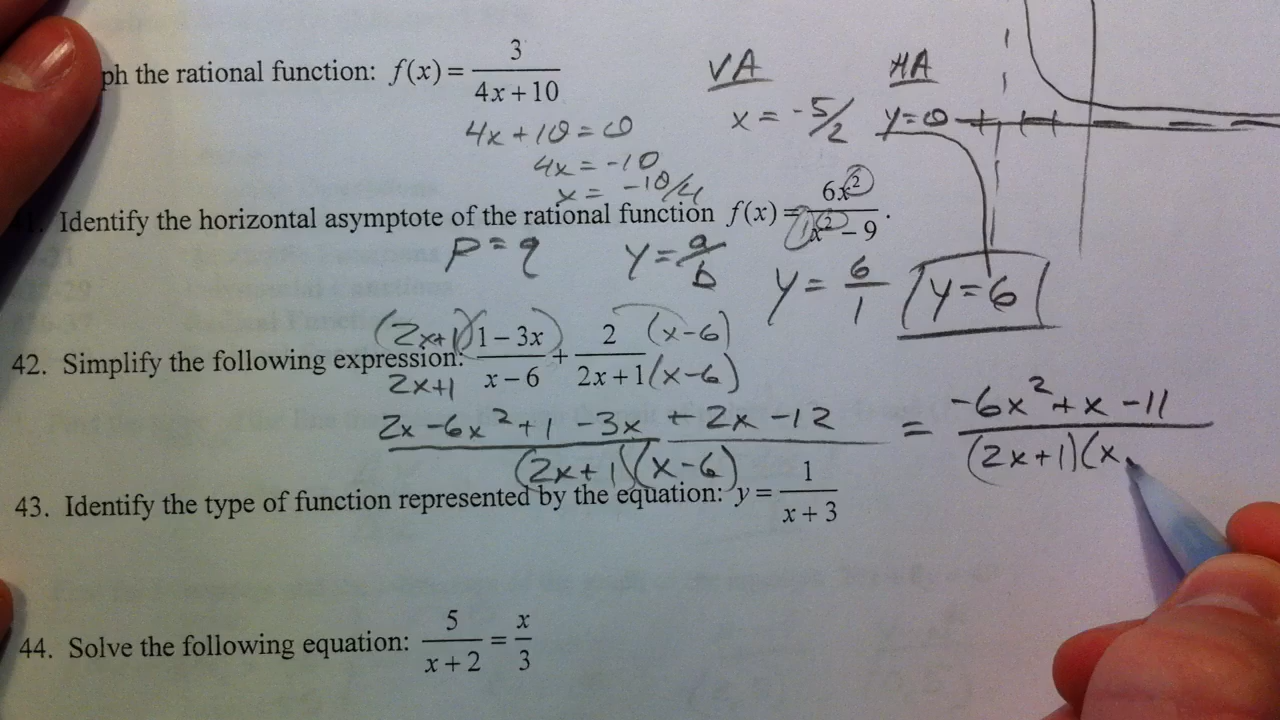 ph the rational function: f(x) = 3/(4x + 10)
VA HA
4x + 10 = 0
x = -5/2 y = 0
4x = -10
x = -10/4
1. Identify the horizontal asymptote of the rational function f(x) = 6x²/(1x² − 9).
p = q y = a/b y = 6/1 y = 6
42. Simplify the following expression: (2x+1)/(2x+1) (1 − 3x)/(x − 6) + 2/(2x + 1) (x-6)/(x-6)
(2x - 6x² + 1 - 3x + 2x - 12)/((2x+1)(x-6)) = (-6x² + x - 11)/((2x+1)(x
43. Identify the type of function represented by the equation: y = 1/(x + 3)
44. Solve the following equation: 5/(x + 2) = x/3